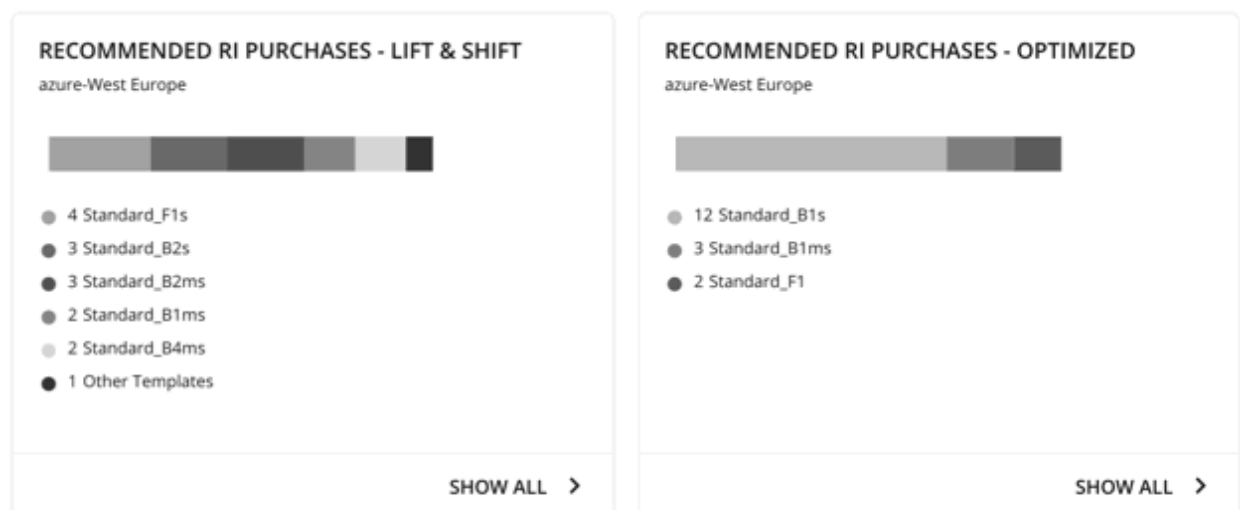 RECOMMENDED RI PURCHASES - LIFT & SHIFT
azure-West Europe
4 Standard_F1s
3 Standard_B2s
3 Standard_B2ms
2 Standard_B1ms
2 Standard_B4ms
1 Other Templates
SHOW ALL
RECOMMENDED RI PURCHASES - OPTIMIZED
azure-West Europe
12 Standard_B1s
3 Standard_B1ms
2 Standard_F1
SHOW ALL